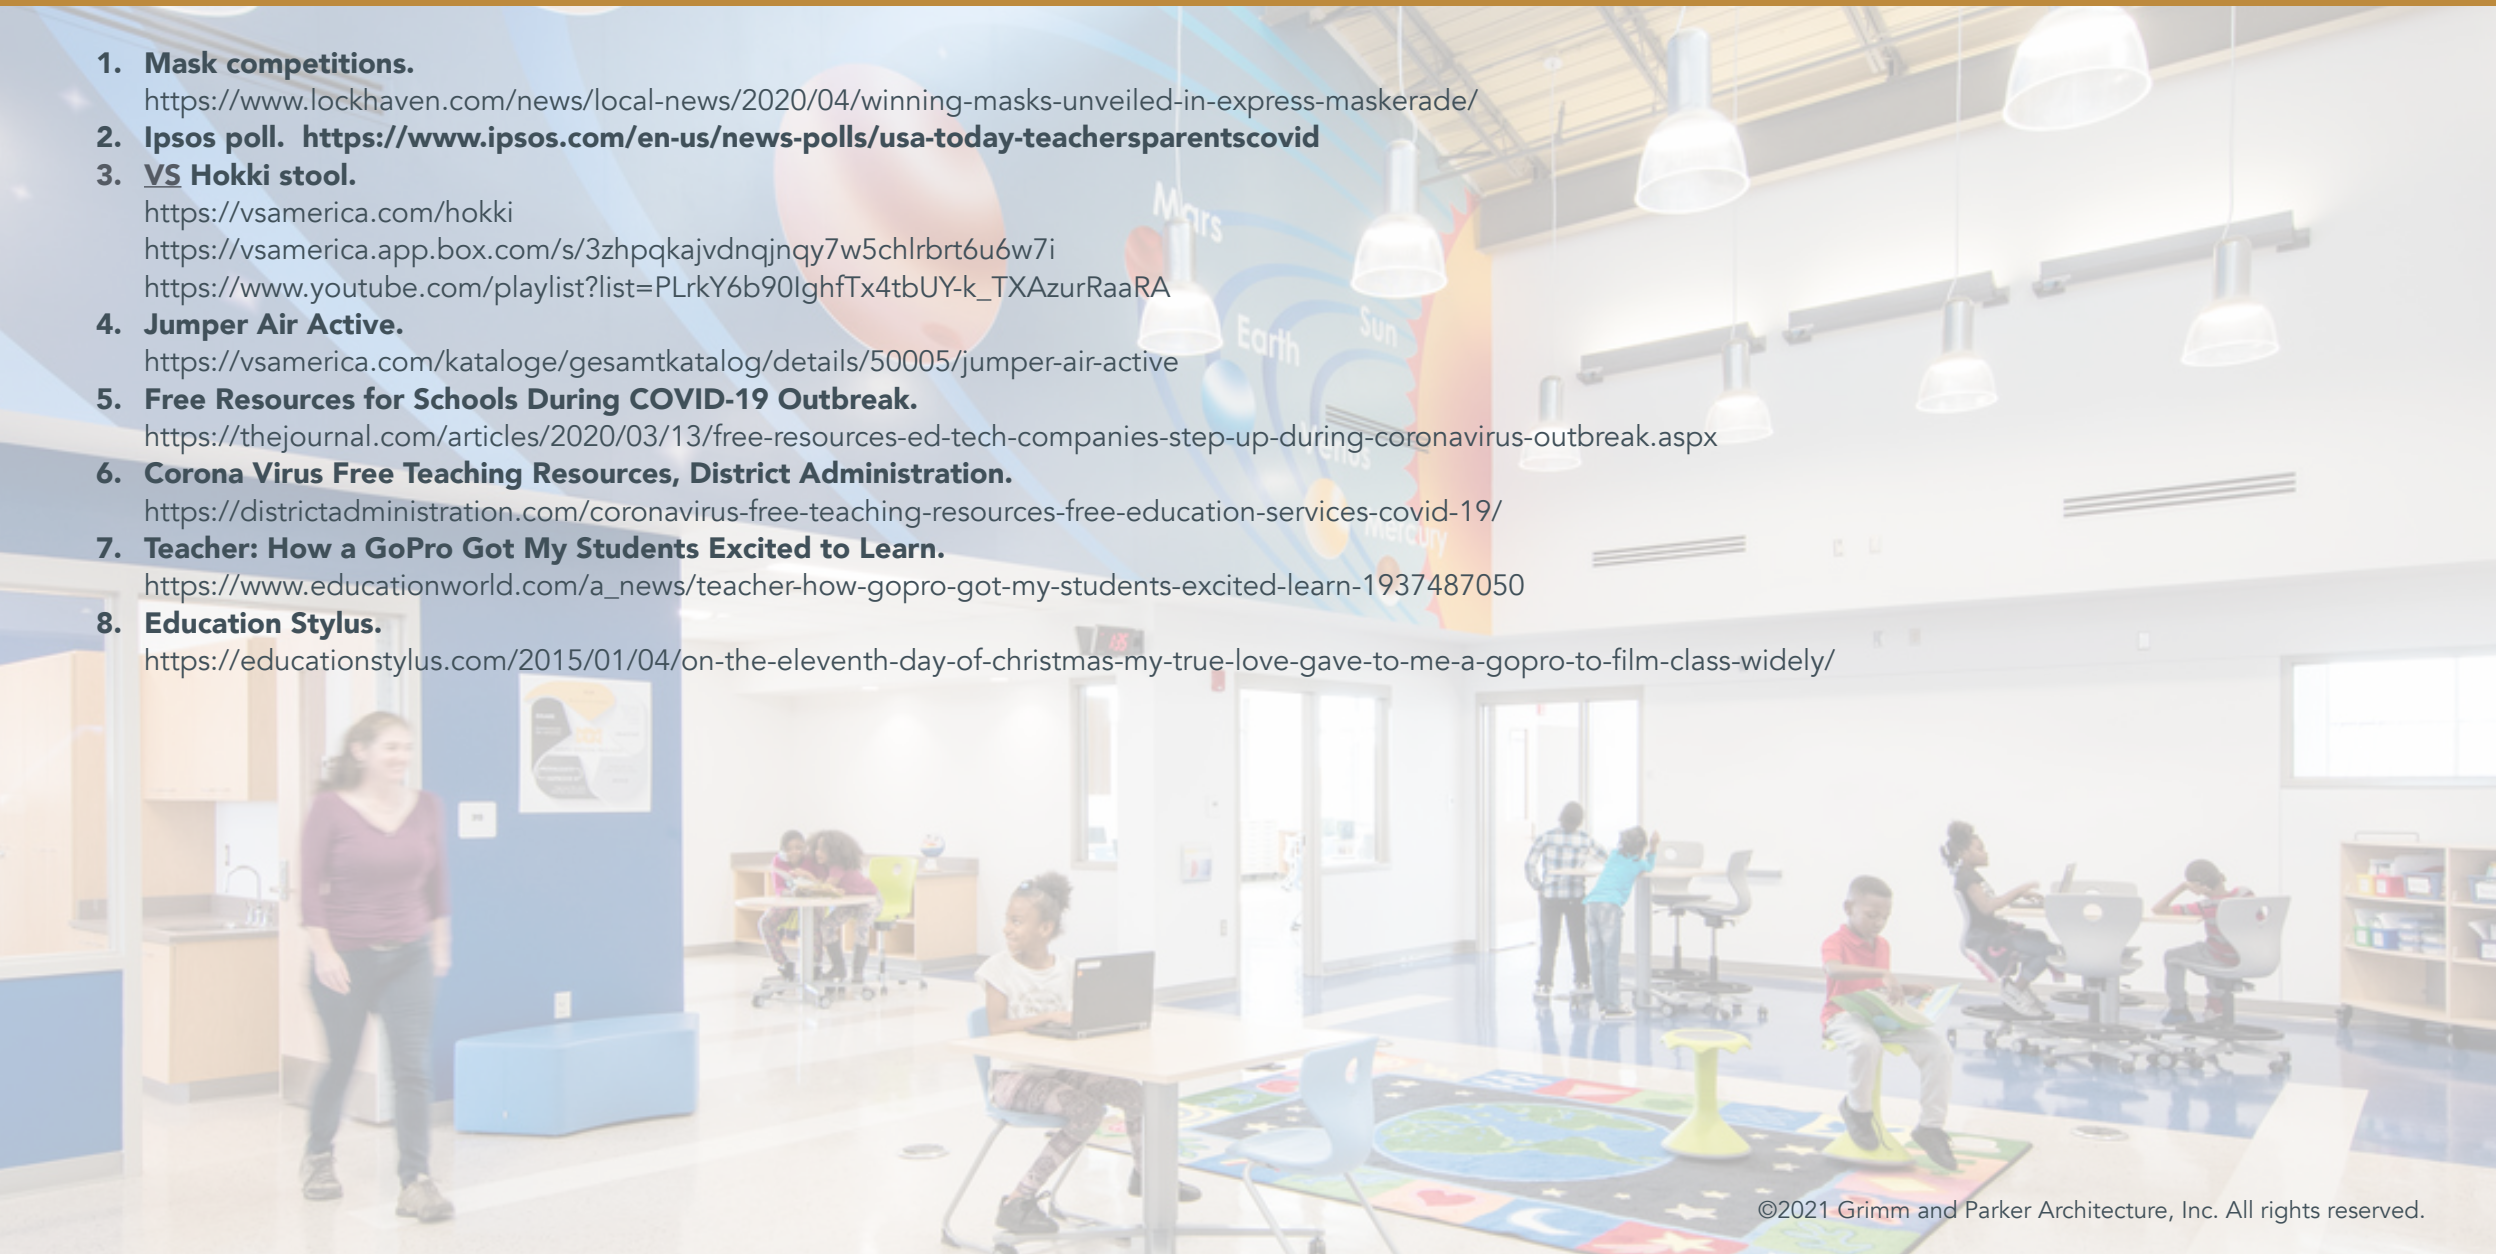 1. Mask competitions.
https://www.lockhaven.com/news/local-news/2020/04/winning-masks-unveiled-in-express-maskerade/
2. Ipsos poll.  https://www.ipsos.com/en-us/news-polls/usa-today-teachersparentscovid
3. VS Hokki stool.
https://vsamerica.com/hokki
https://vsamerica.app.box.com/s/3zhpqkajvdnqjnqy7w5chlrbrt6u6w7i
https://www.youtube.com/playlist?list=PLrkY6b90IghfTx4tbUY-k_TXAzurRaaRA
4. Jumper Air Active.
https://vsamerica.com/kataloge/gesamtkatalog/details/50005/jumper-air-active
5. Free Resources for Schools During COVID-19 Outbreak.
https://thejournal.com/articles/2020/03/13/free-resources-ed-tech-companies-step-up-during-coronavirus-outbreak.aspx
6. Corona Virus Free Teaching Resources, District Administration.
https://districtadministration.com/coronavirus-free-teaching-resources-free-education-services-covid-19/
7. Teacher: How a GoPro Got My Students Excited to Learn.
https://www.educationworld.com/a_news/teacher-how-gopro-got-my-students-excited-learn-1937487050
8. Education Stylus.
https://educationstylus.com/2015/01/04/on-the-eleventh-day-of-christmas-my-true-love-gave-to-me-a-gopro-to-film-class-widely/
Mars
Earth
Sun
Venus
Mercury
©2021 Grimm and Parker Architecture, Inc. All rights reserved.